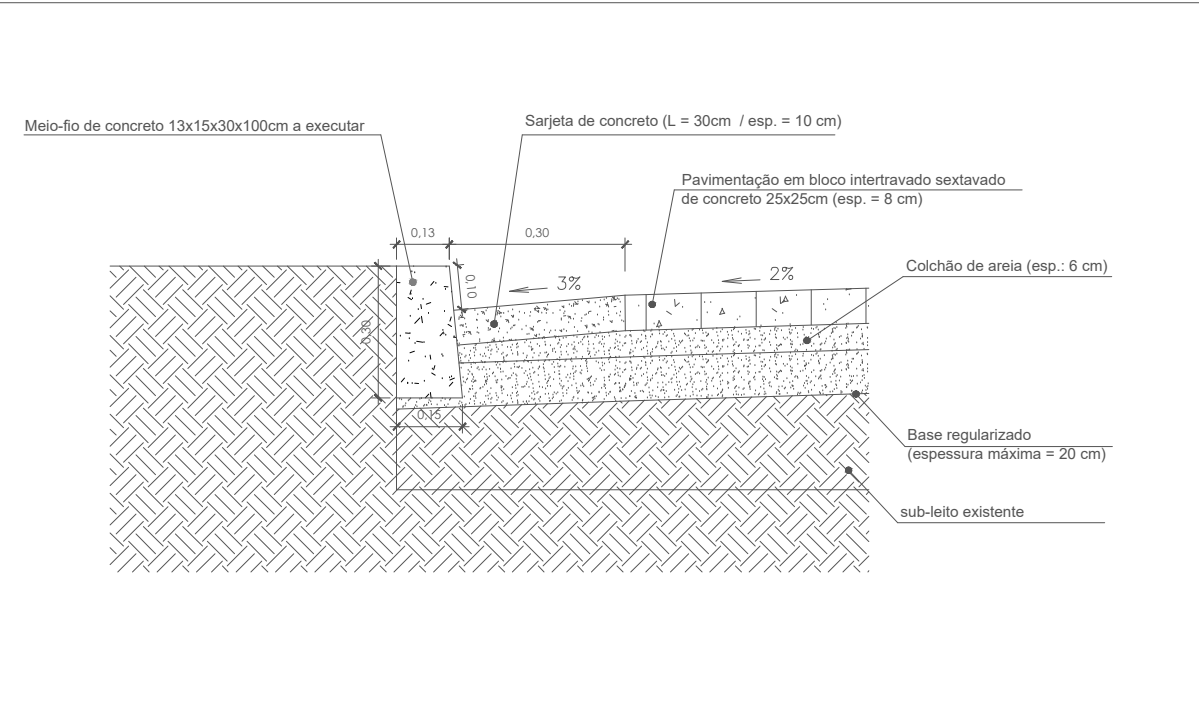 Meio-fio de concreto 13x15x30x100cm a executar
Sarjeta de concreto (L = 30cm / esp. = 10 cm)
Pavimentação em bloco intertravado sextavado
de concreto 25x25cm (esp. = 8 cm)
0,13
0,30
0,10
3%
2%
Colchão de areia (esp.: 6 cm)
0,30
0,15
Base regularizado
(espessura máxima = 20 cm)
sub-leito existente